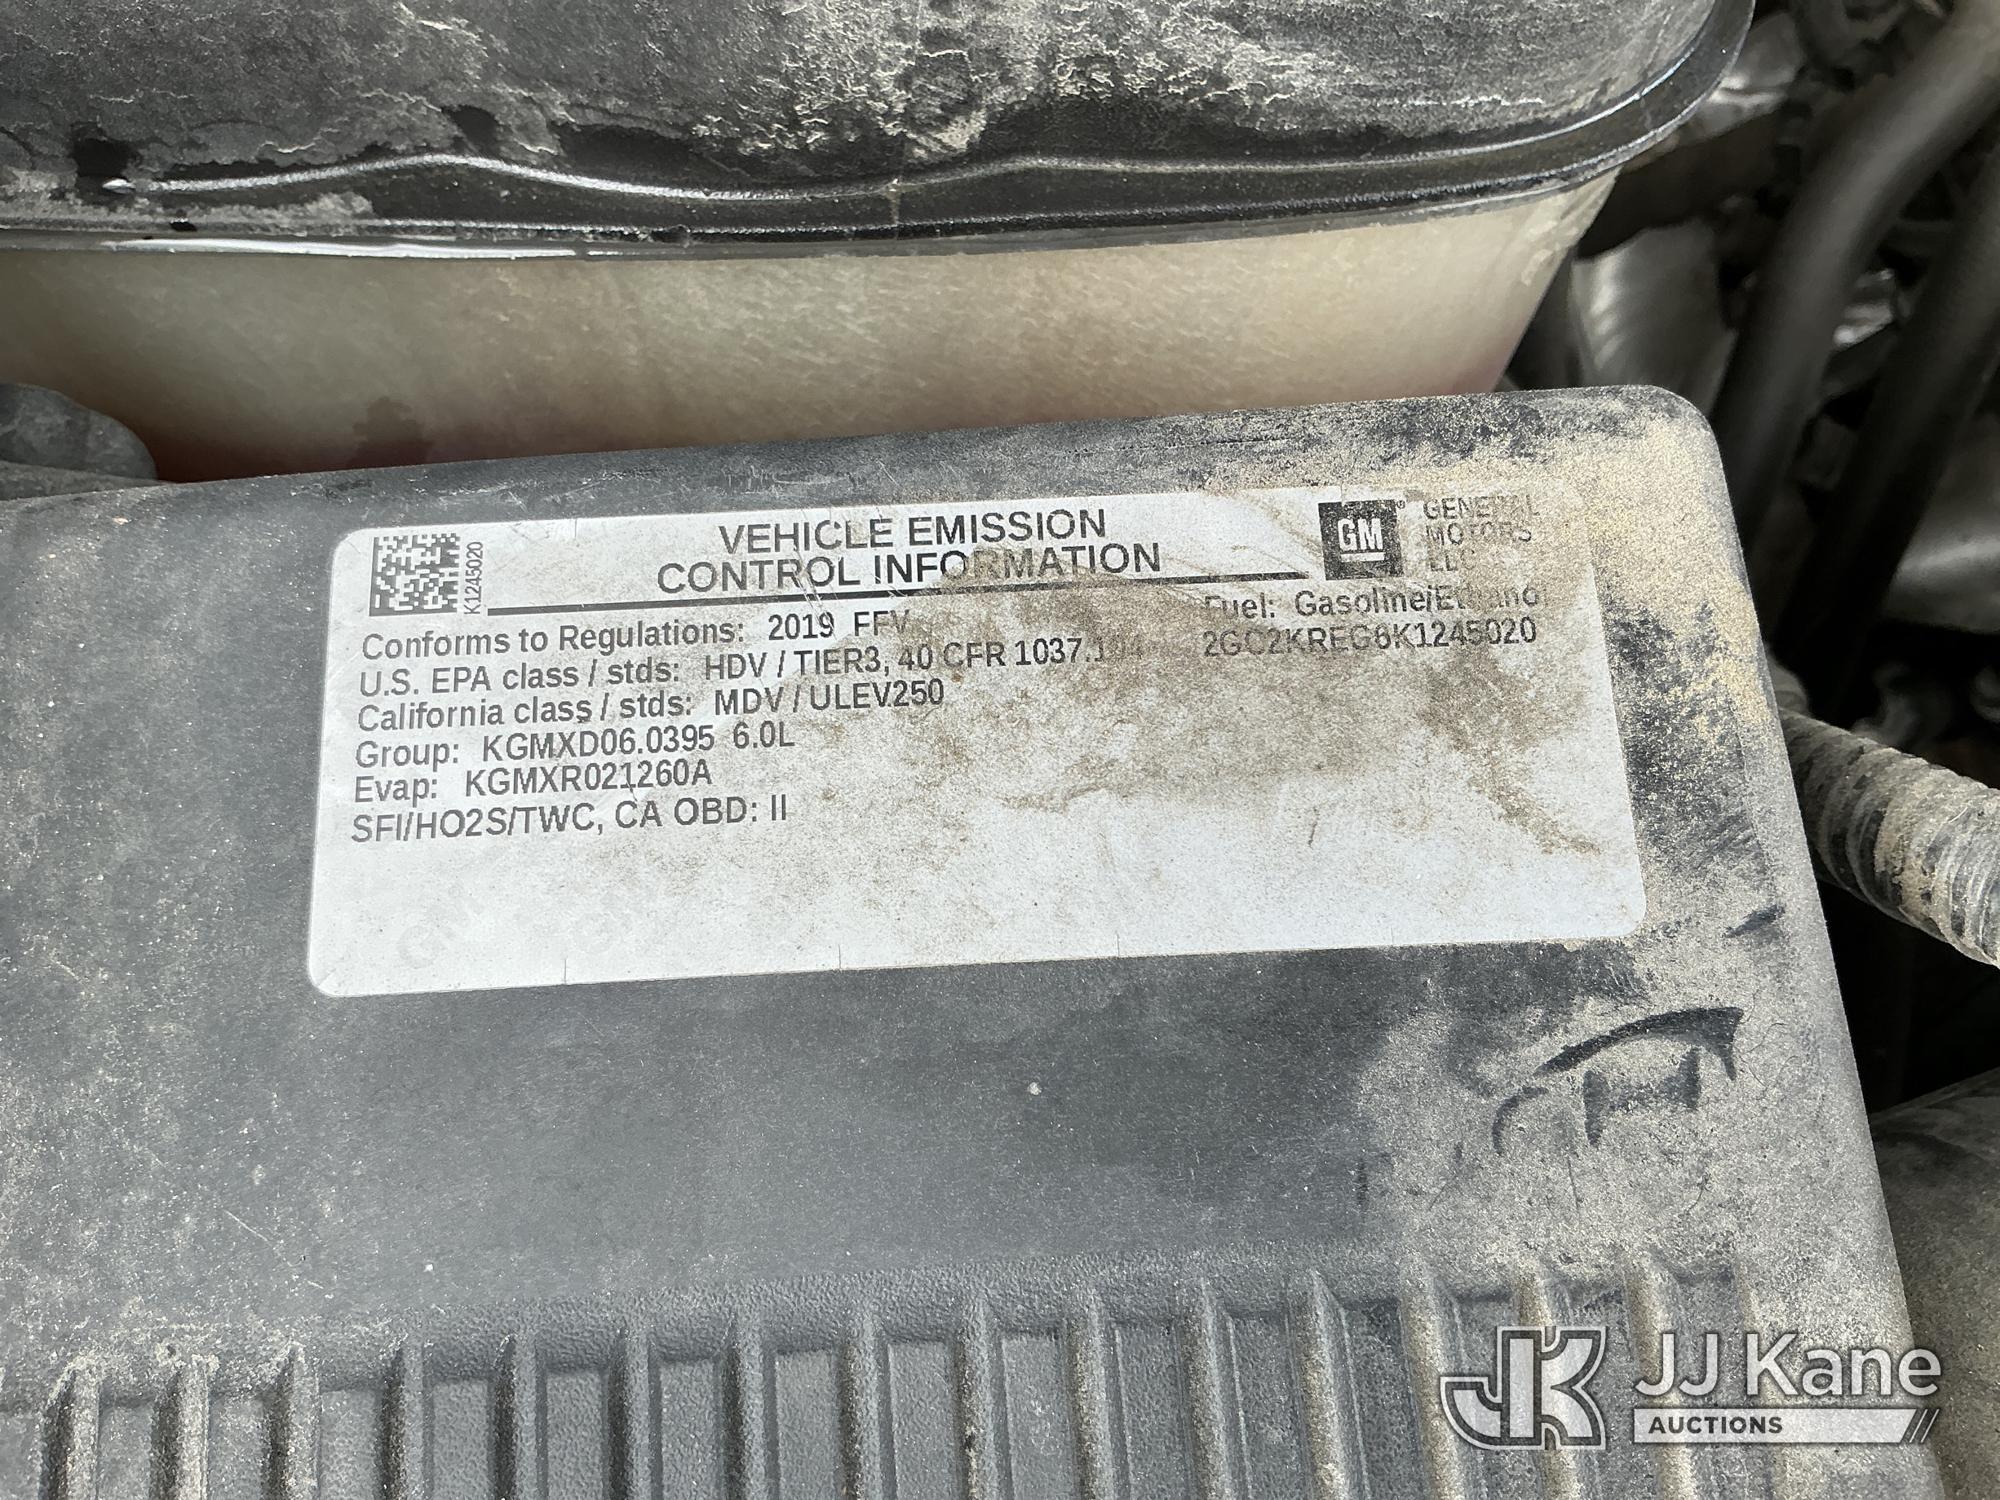 K1245020
VEHICLE EMISSION
CONTROL INFORMATION
GM
GENERAL
MOTORS
Conforms to Regulations: 2019 FFV
Fuel: Gasoline/Ethanol
U.S. EPA class / stds: HDV / TIER3, 40 CFR 1037.104
2GC2KREG6K1245020
California class / stds: MDV / ULEV250
Group: KGMXD06.0395 6.0L
Evap: KGMXR021260A
SFI/HO2S/TWC, CA OBD: II
JK JJ Kane
AUCTIONS